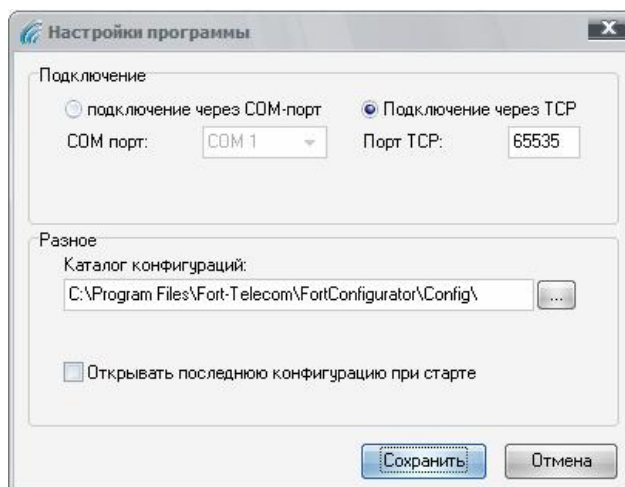 Настройки программы
X
Подключение
подключение через COM-порт
Подключение через TCP
COM порт:
COM 1
Порт TCP:
65535
Разное
Каталог конфигураций:
C:\Program Files\Fort-Telecom\FortConfigurator\Config\
...
Открывать последнюю конфигурацию при старте
Сохранить
Отмена